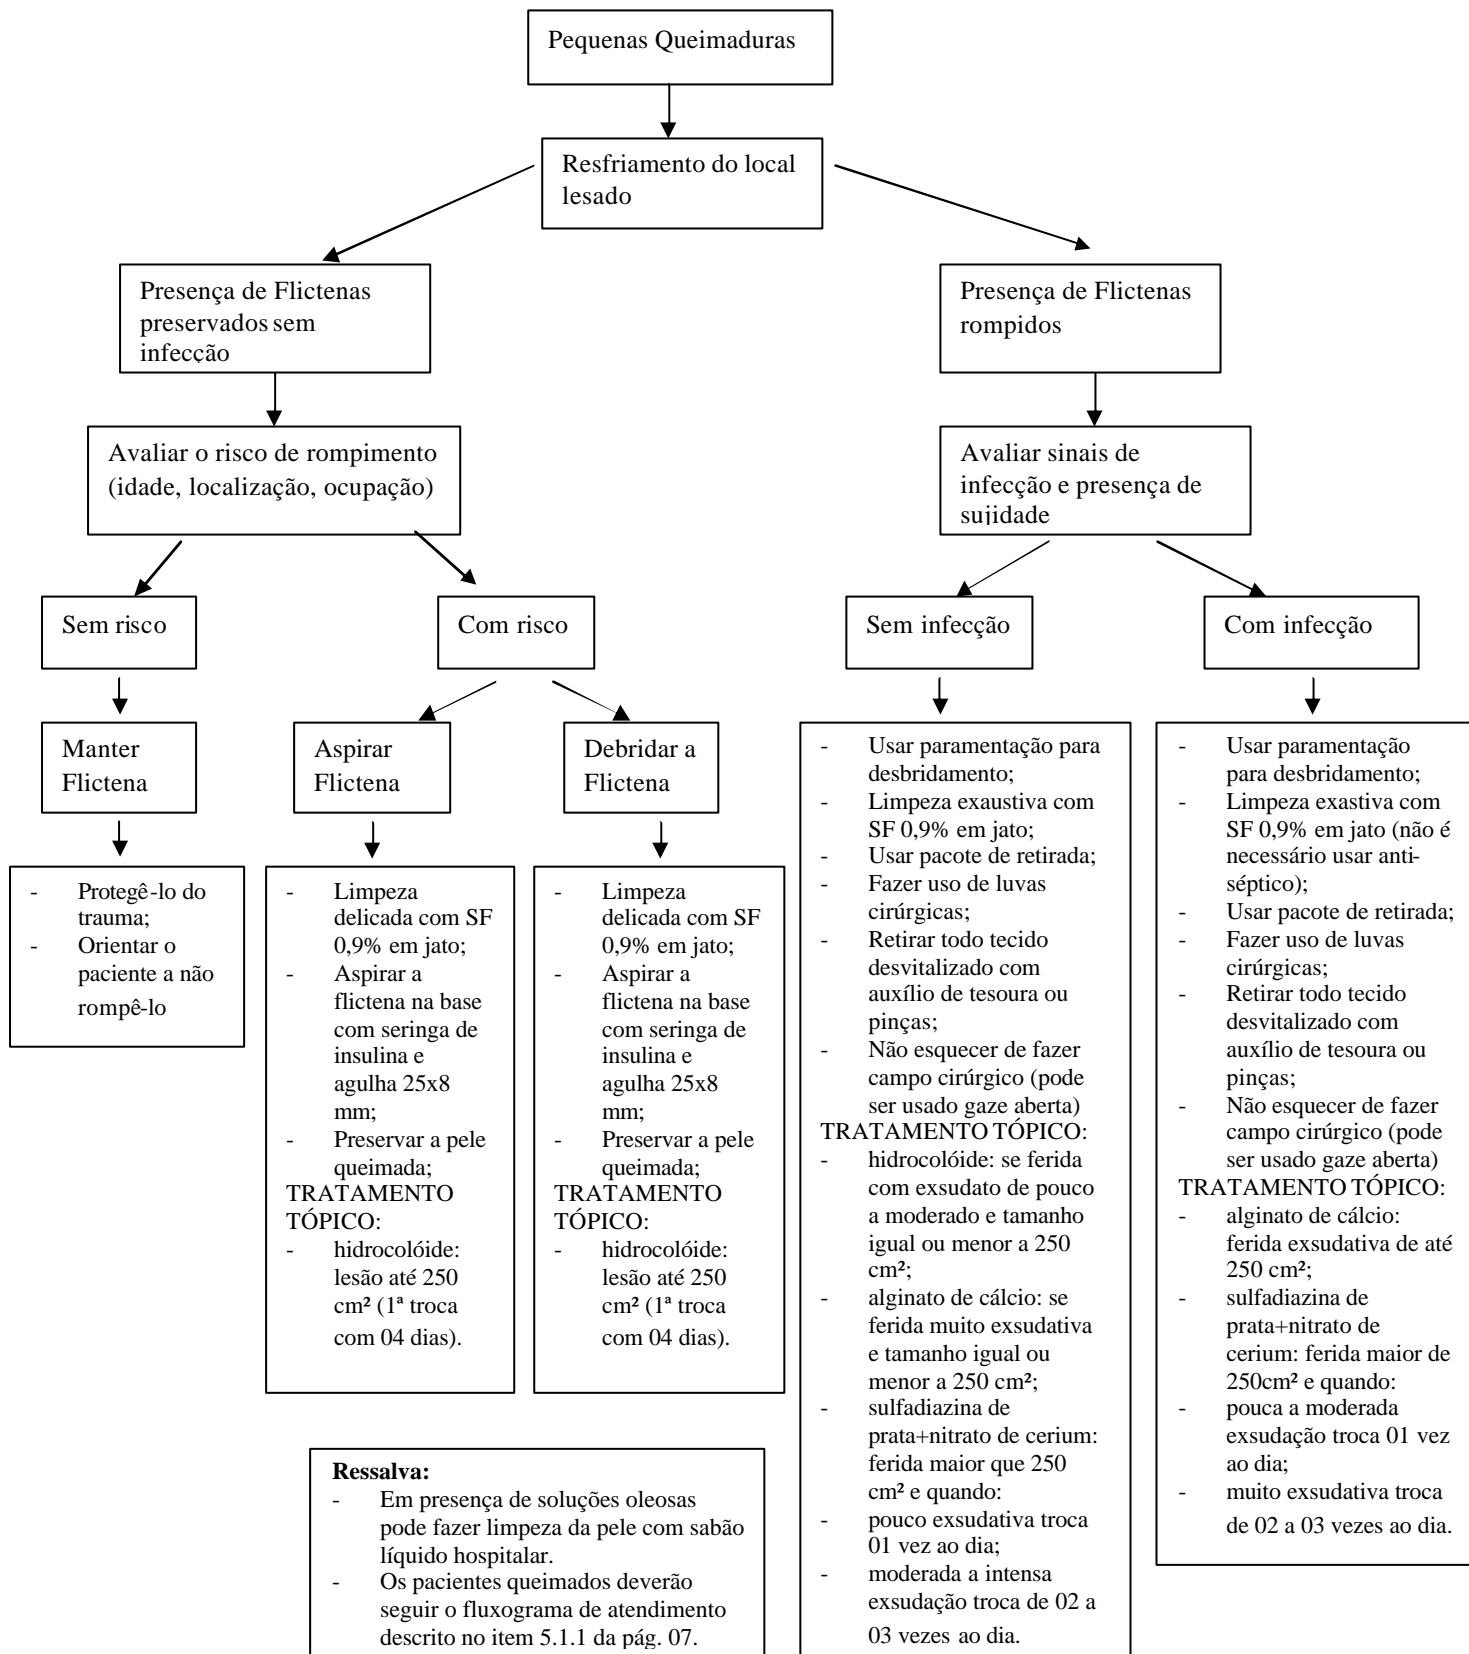 Pequenas Queimaduras
Resfriamento do local
lesado
Presença de Flictenas
preservados sem
infecção
Presença de Flictenas
rompidos
Avaliar o risco de rompimento
(idade, localização, ocupação)
Avaliar sinais de
infecção e presença de
sujidade
Sem risco
Com risco
Sem infecção
Com infecção
Manter
Flictena
Aspirar
Flictena
Debridar a
Flictena
- Protegê-lo do
trauma;
- Orientar o
paciente a não
rompê-lo
- Limpeza
delicada com SF
0,9% em jato;
- Aspirar a
flictena na base
com seringa de
insulina e
agulha 25x8
mm;
- Preservar a pele
queimada;
TRATAMENTO
TÓPICO:
- hidrocolóide:
lesão até 250
cm² (1ª troca
com 04 dias).
- Limpeza
delicada com SF
0,9% em jato;
- Aspirar a
flictena na base
com seringa de
insulina e
agulha 25x8
mm;
- Preservar a pele
queimada;
TRATAMENTO
TÓPICO:
- hidrocolóide:
lesão até 250
cm² (1ª troca
com 04 dias).
- Usar paramentação para
desbridamento;
- Limpeza exaustiva com
SF 0,9% em jato;
- Usar pacote de retirada;
- Fazer uso de luvas
cirúrgicas;
- Retirar todo tecido
desvitalizado com
auxílio de tesoura ou
pinças;
- Não esquecer de fazer
campo cirúrgico (pode
ser usado gaze aberta)
TRATAMENTO TÓPICO:
- hidrocolóide: se ferida
com exsudato de pouco
a moderado e tamanho
igual ou menor a 250
cm²;
- alginato de cálcio: se
ferida muito exsudativa
e tamanho igual ou
menor a 250 cm²;
- sulfadiazina de
prata+nitrato de cerium:
ferida maior que 250
cm² e quando:
- pouco exsudativa troca
01 vez ao dia;
- moderada a intensa
exsudação troca de 02 a
03 vezes ao dia.
- Usar paramentação
para desbridamento;
- Limpeza exastiva com
SF 0,9% em jato (não é
necessário usar anti-
séptico);
- Usar pacote de retirada;
- Fazer uso de luvas
cirúrgicas;
- Retirar todo tecido
desvitalizado com
auxílio de tesoura ou
pinças;
- Não esquecer de fazer
campo cirúrgico (pode
ser usado gaze aberta)
TRATAMENTO TÓPICO:
- alginato de cálcio:
ferida exsudativa de até
250 cm²;
- sulfadiazina de
prata+nitrato de
cerium: ferida maior de
250cm² e quando:
- pouca a moderada
exsudação troca 01 vez
ao dia;
- muito exsudativa troca
de 02 a 03 vezes ao dia.
Ressalva:
- Em presença de soluções oleosas
pode fazer limpeza da pele com sabão
líquido hospitalar.
- Os pacientes queimados deverão
seguir o fluxograma de atendimento
descrito no item 5.1.1 da pág. 07.